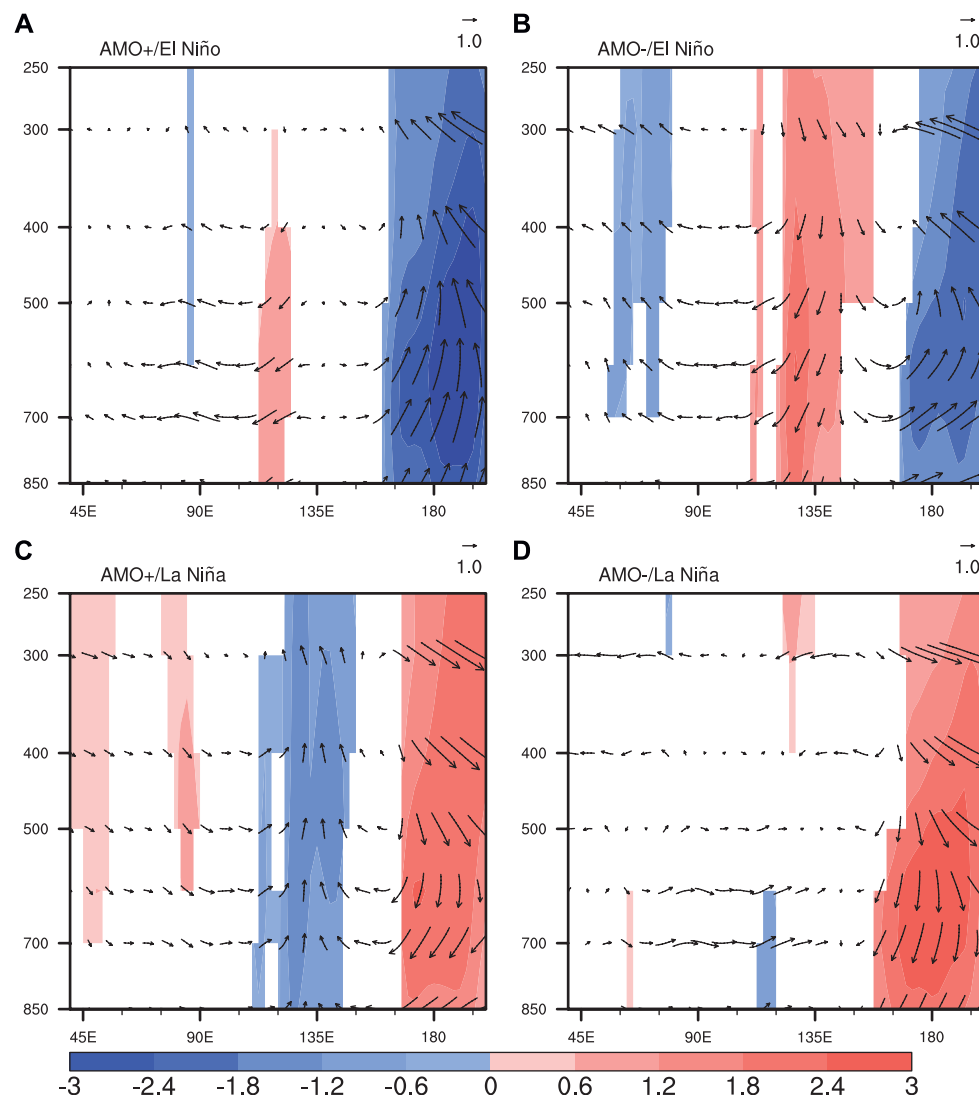 A
AMO+/El Niño
1.0
250
300
400
500
700
850
45E 90E 135E 180
B
AMO-/El Niño
1.0
250
300
400
500
700
850
45E 90E 135E 180
C
AMO+/La Niña
1.0
250
300
400
500
700
850
45E 90E 135E 180
D
AMO-/La Niña
1.0
250
300
400
500
700
850
45E 90E 135E 180
-3 -2.4 -1.8 -1.2 -0.6 0 0.6 1.2 1.8 2.4 3